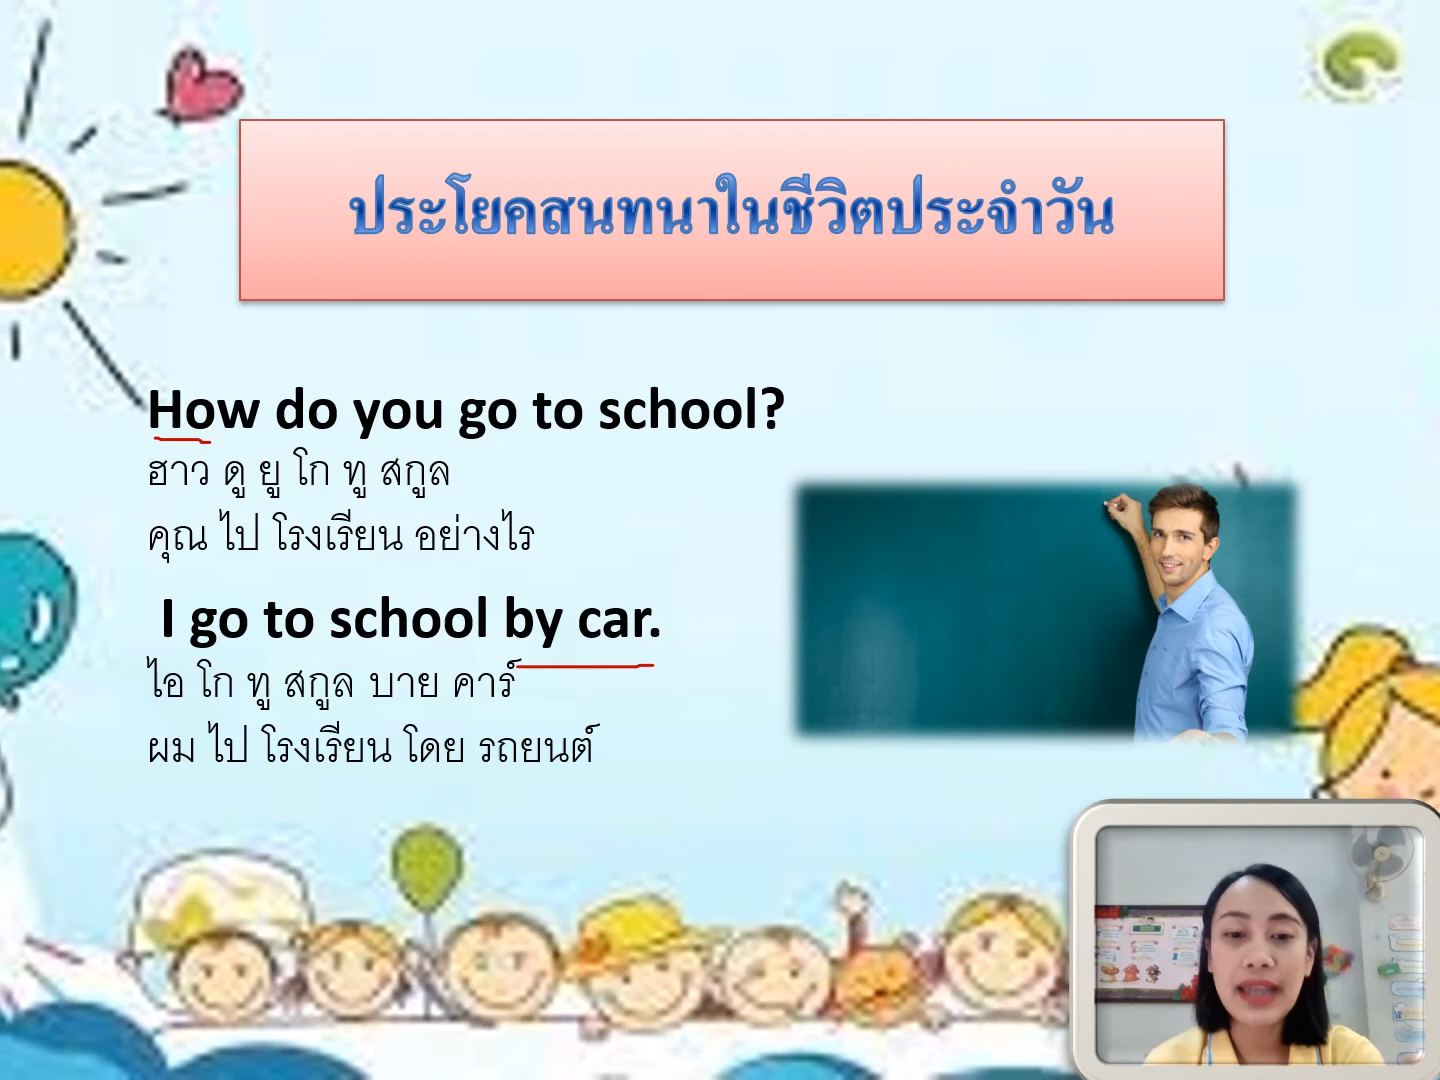 ประโยคสนทนาในชีวิตประจำวัน
How do you go to school?
ฮาว ดู ยู โก ทู สกูล
คุณ ไป โรงเรียน อย่างไร
I go to school by car.
ไอ โก ทู สกูล บาย คาร์
ผม ไป โรงเรียน โดย รถยนต์